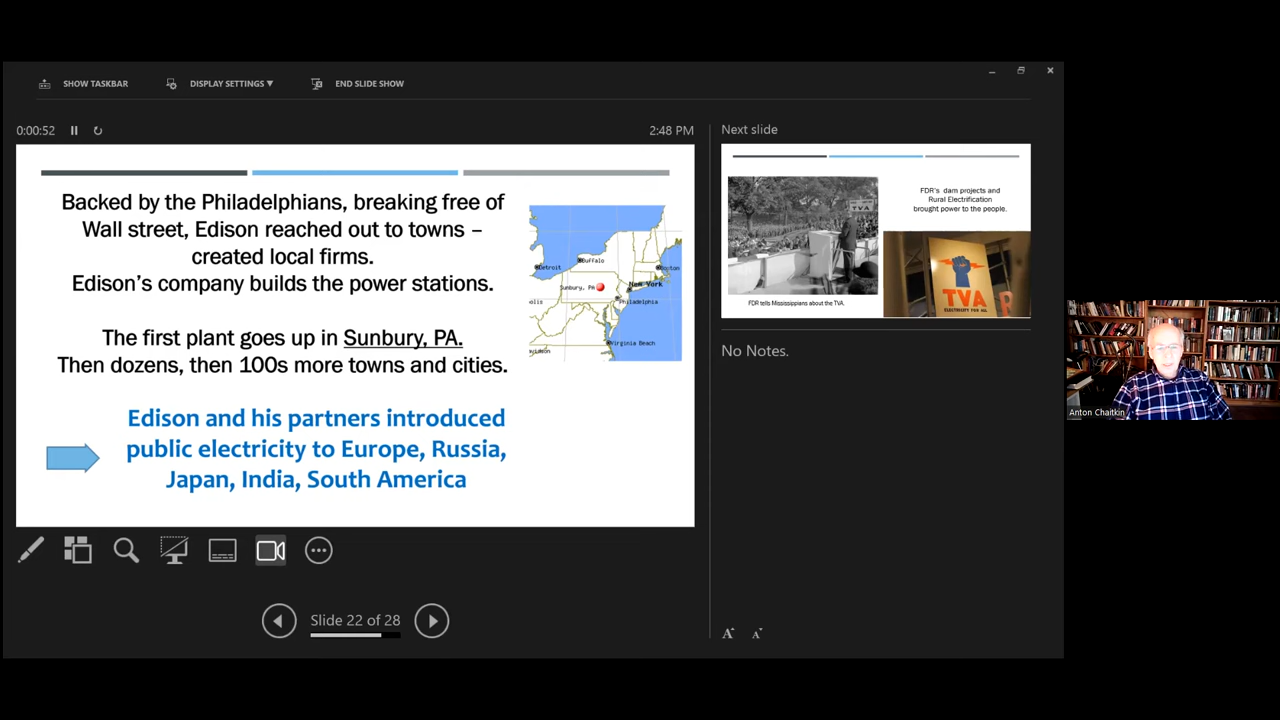 SHOW TASKBAR
DISPLAY SETTINGS ▼
END SLIDE SHOW
0:00:52
2:48 PM
Backed by the Philadelphians, breaking free of
Wall street, Edison reached out to towns –
created local firms.
Edison's company builds the power stations.
The first plant goes up in Sunbury, PA.
Then dozens, then 100s more towns and cities.
Edison and his partners introduced
public electricity to Europe, Russia,
Japan, India, South America
Detroit
Buffalo
Boston
Sunbury, PA
New York
Philadelphia
Virginia Beach
Slide 22 of 28
Next slide
FDR's dam projects and
Rural Electrification
brought power to the people.
TVA
FDR tells Mississippians about the TVA.
TVA
ELECTRICITY FOR ALL
No Notes.
A A
Anton Chaitkin